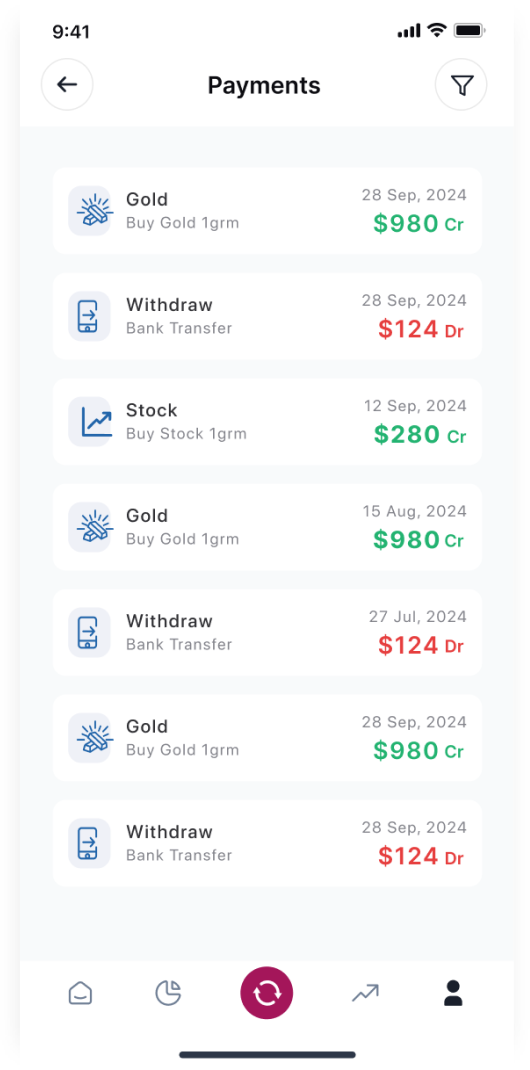 9:41
Payments
Gold
28 Sep, 2024
Buy Gold 1grm
$980 Cr
Withdraw
28 Sep, 2024
Bank Transfer
$124 Dr
Stock
12 Sep, 2024
Buy Stock 1grm
$280 Cr
Gold
15 Aug, 2024
Buy Gold 1grm
$980 Cr
Withdraw
27 Jul, 2024
Bank Transfer
$124 Dr
Gold
28 Sep, 2024
Buy Gold 1grm
$980 Cr
Withdraw
28 Sep, 2024
Bank Transfer
$124 Dr